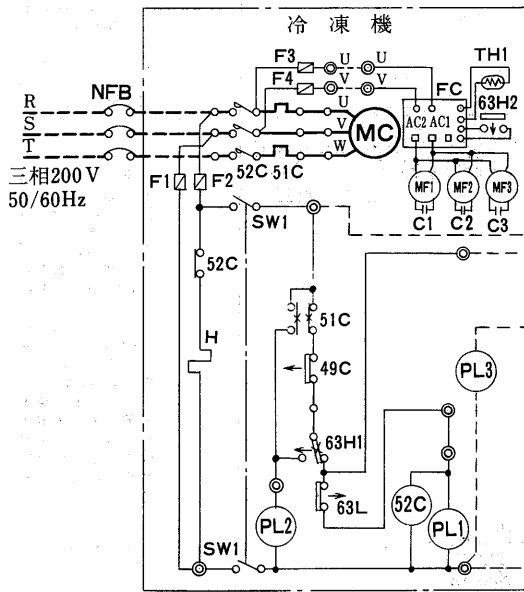 冷凍機
F3 U U TH1
F4 V V FC 63H2
NFB
R U AC2 AC1
S V MC
T W
三相200V F1 F2 52C 51C MF1 MF2 MF3
50/60Hz SW1 C1 C2 C3
52C
51C
H
49C PL3
63H1
52C
63L
PL2 PL1
SW1